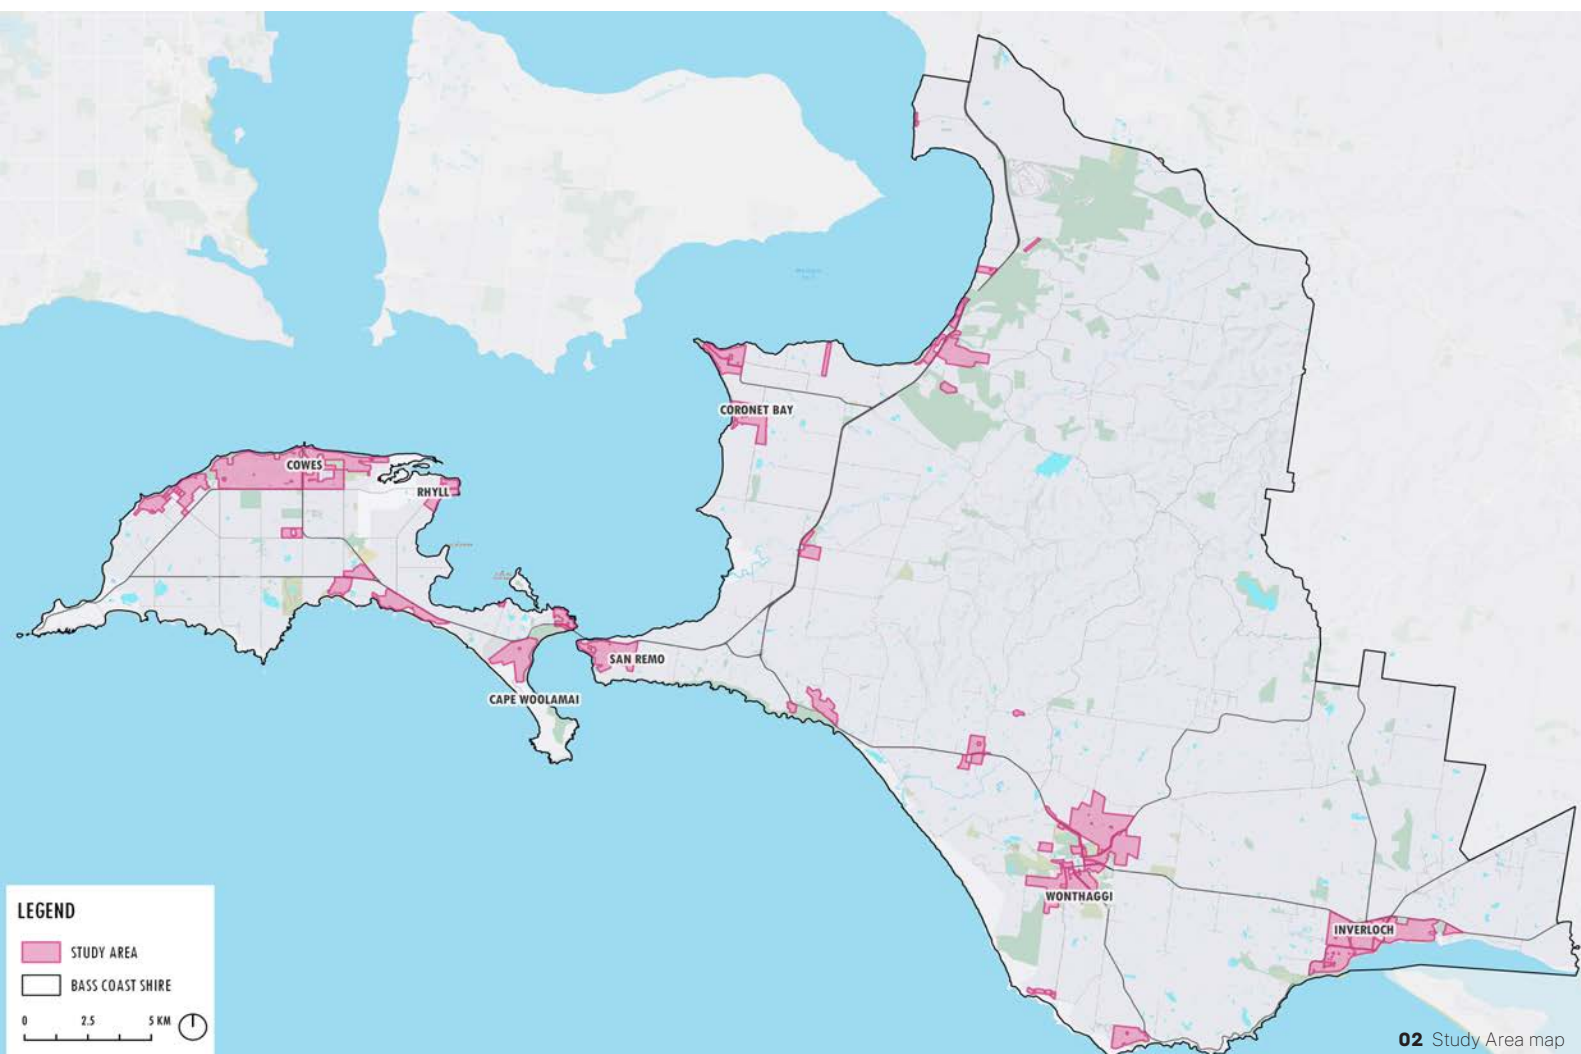 CORONET BAY
COWES
RHYLL
SAN REMO
CAPE WOOLAMAI
WONTHAGGI
INVERLOCH
LEGEND
STUDY AREA
BASS COAST SHIRE
0 2.5 5 KM
02 Study Area map